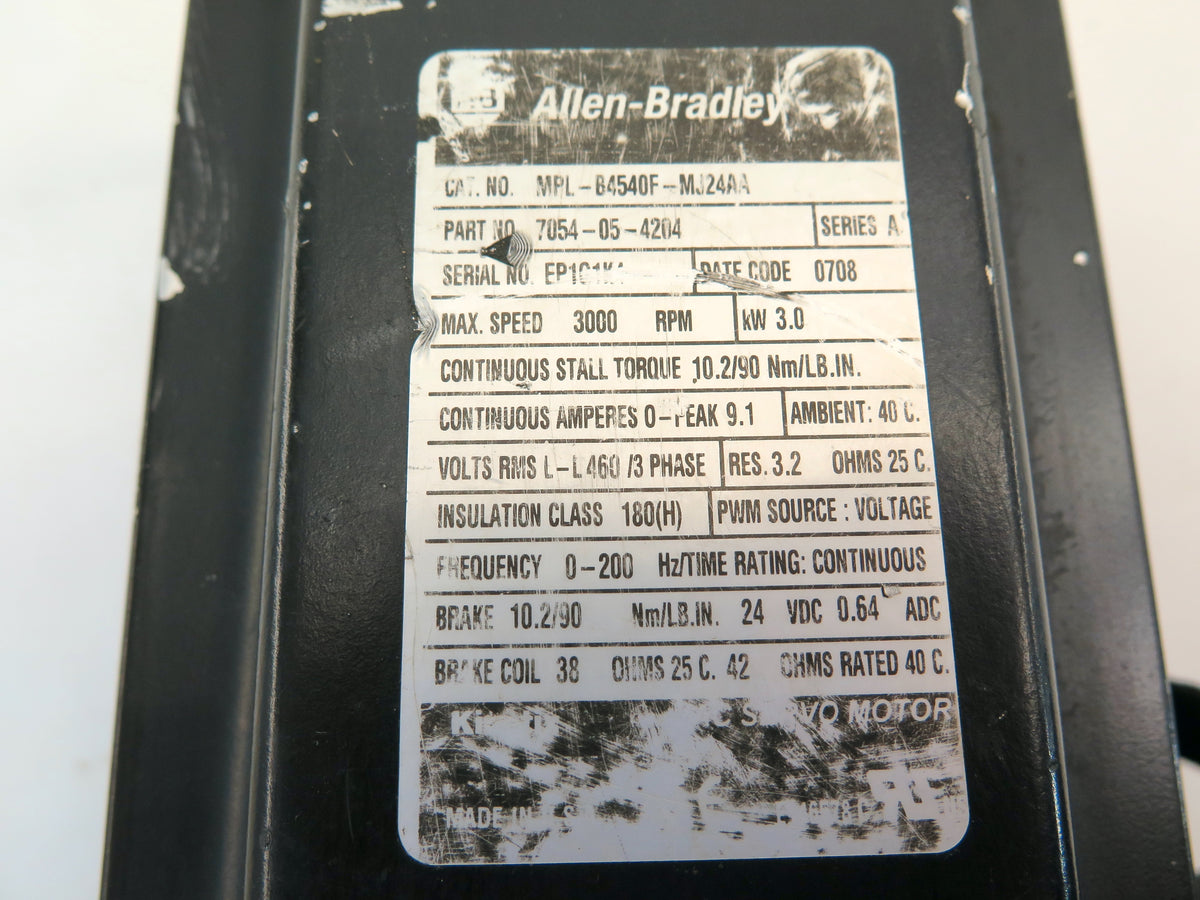 Allen-Bradley
CAT. NO. MPL-B4540F-MJ24AA
PART NO. 7054-05-4204 SERIES A
SERIAL NO. DATE CODE 0708
MAX. SPEED 3000 RPM kW 3.0
CONTINUOUS STALL TORQUE 10.2/90 Nm/LB.IN.
CONTINUOUS AMPERES 0-PEAK 9.1 AMBIENT: 40 C.
VOLTS RMS L-L 460 /3 PHASE RES. 3.2 OHMS 25 C.
INSULATION CLASS 180(H) PWM SOURCE : VOLTAGE
FREQUENCY 0-200 Hz/TIME RATING: CONTINUOUS
BRAKE 10.2/90 Nm/LB.IN. 24 VDC 0.64 ADC
BRAKE COIL 38 OHMS 25 C. 42 OHMS RATED 40 C.
MOTOR
MADE IN